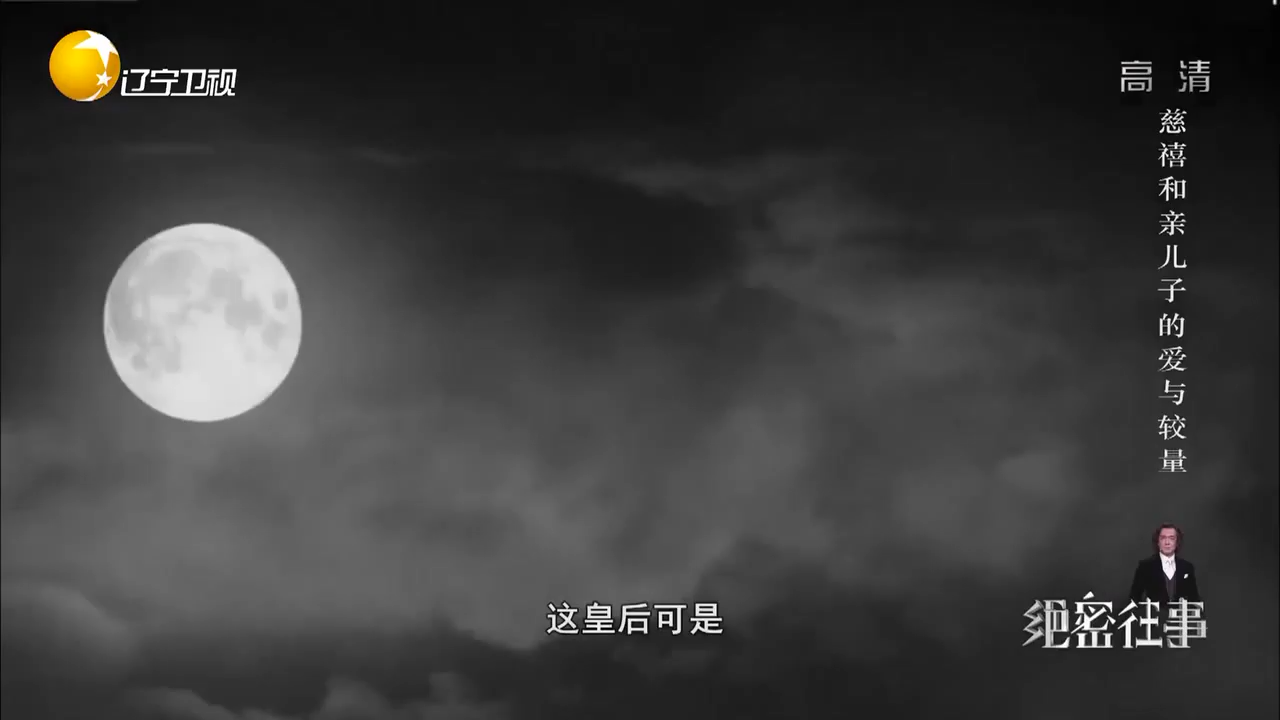 辽宁卫视
高清
慈禧和亲儿子的爱与较量
这皇后可是
绝密往事